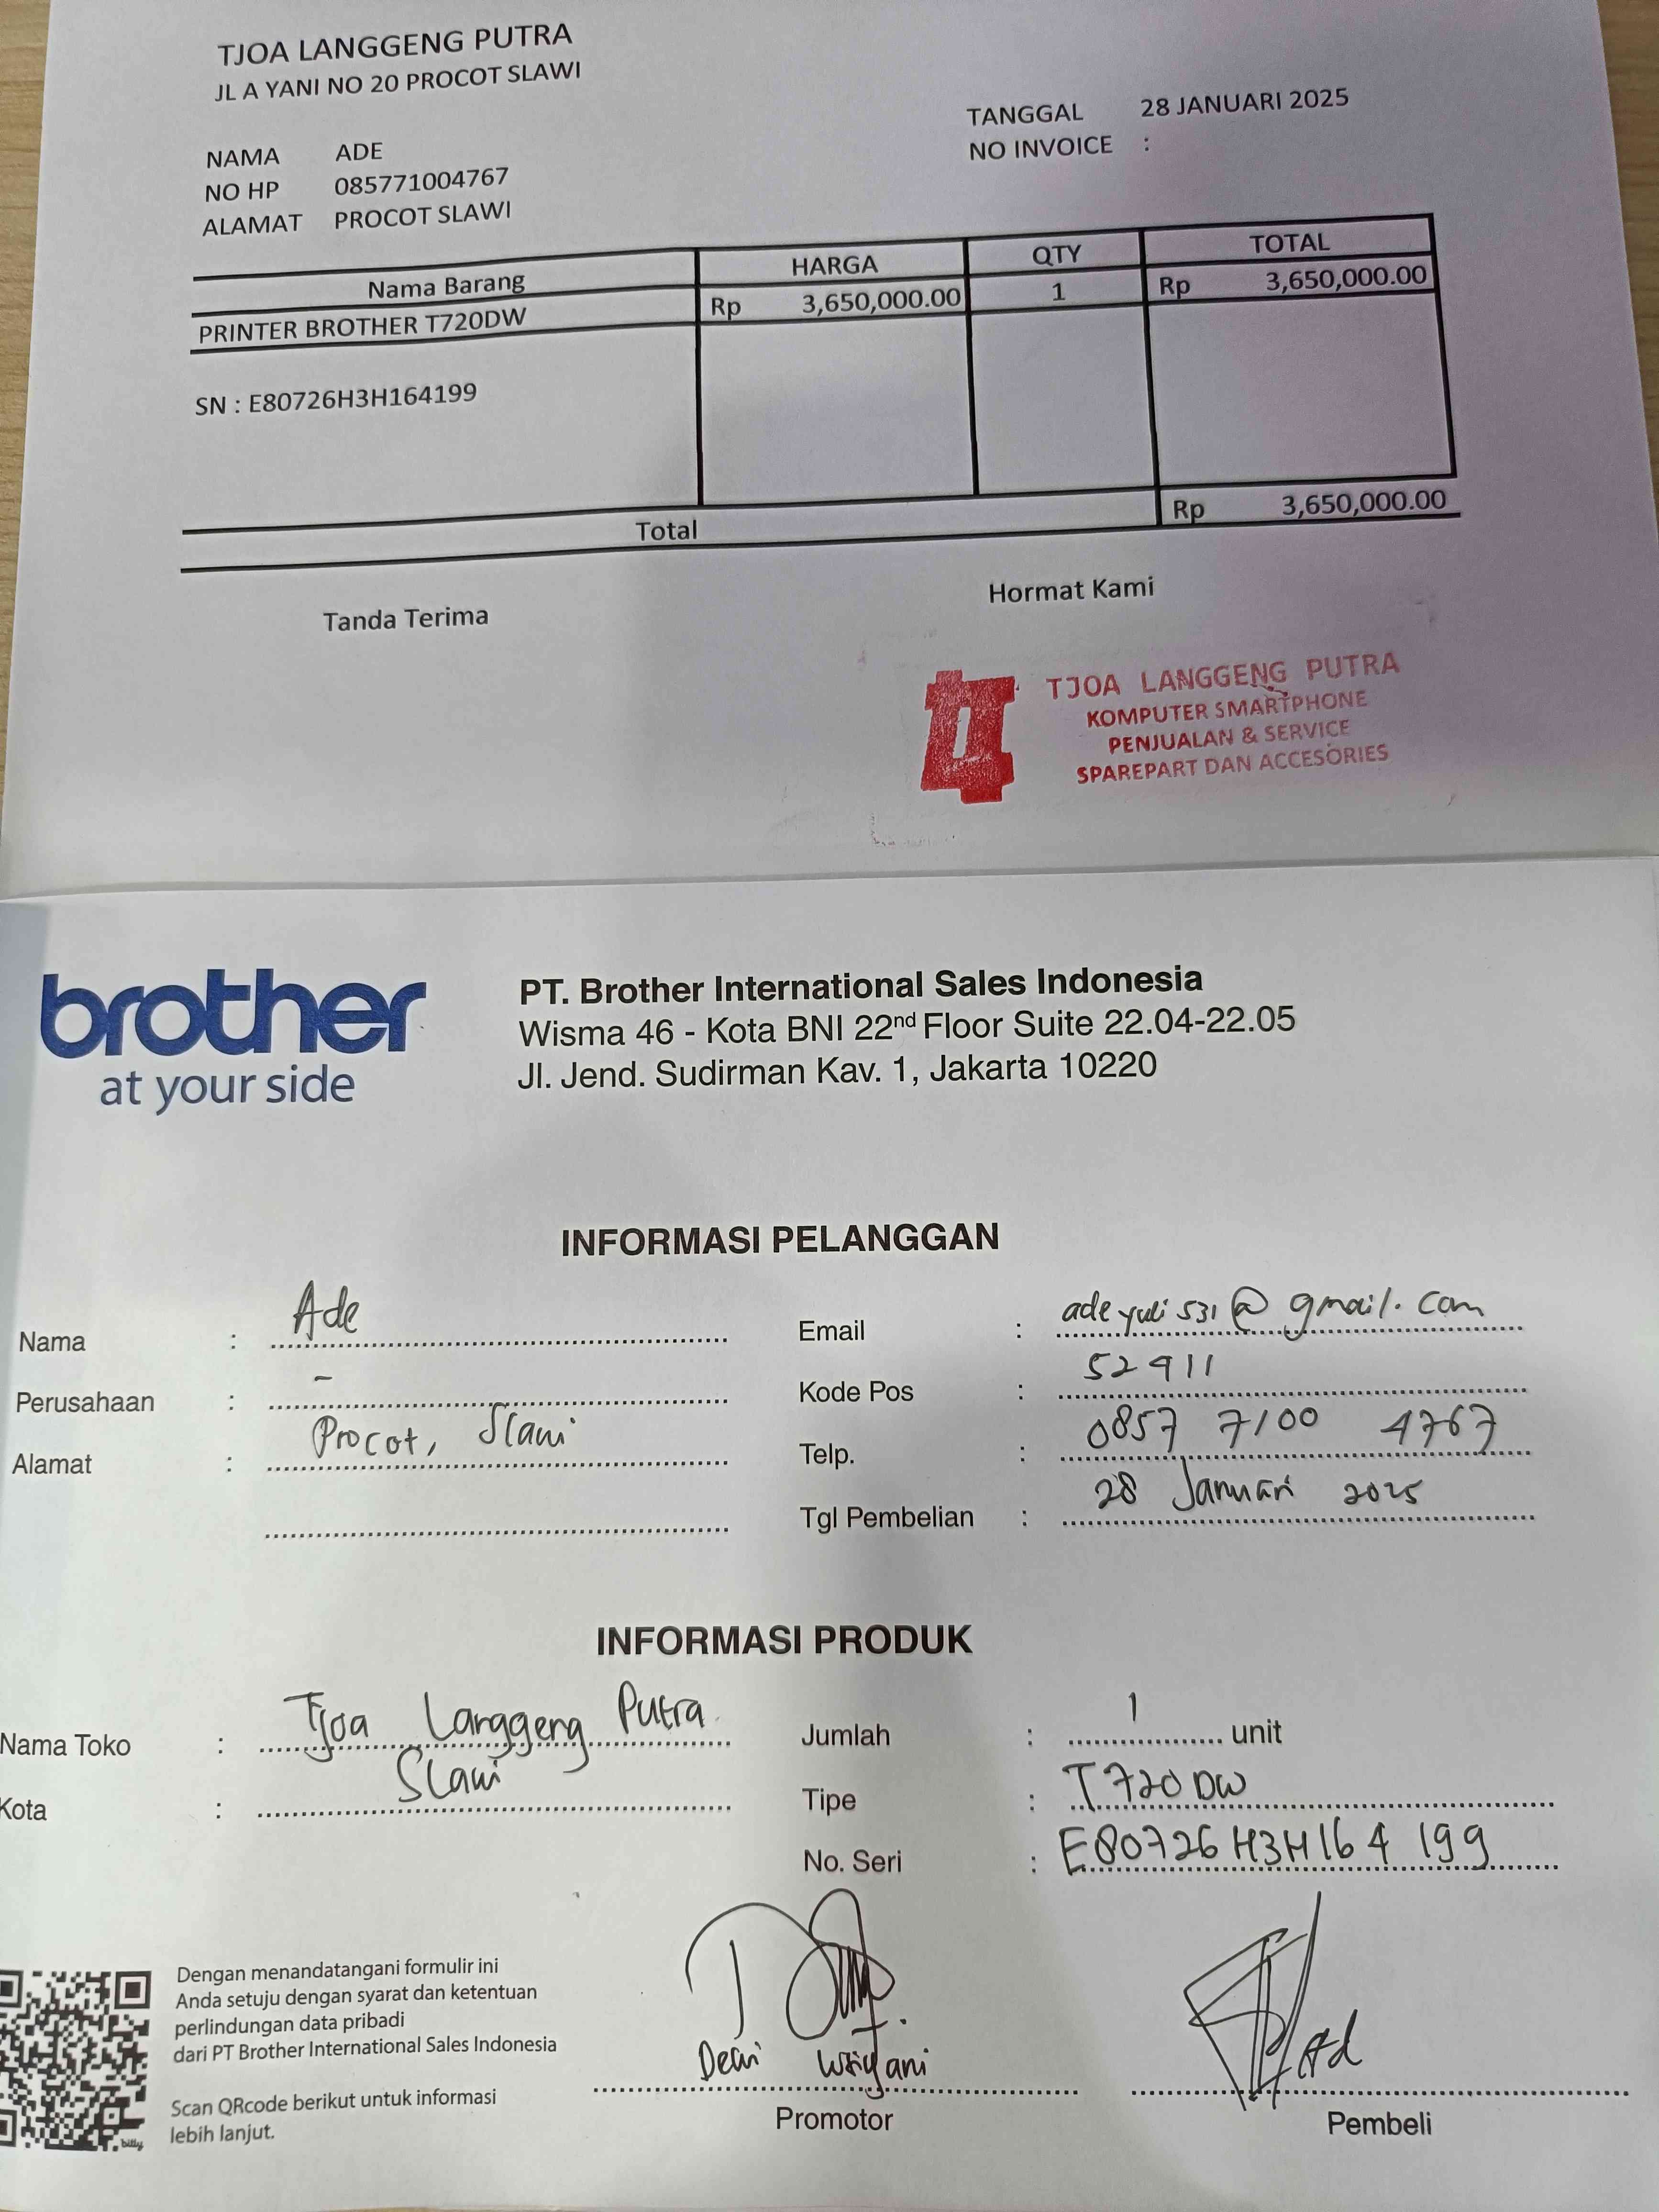 TJOA LANGGENG PUTRA
JL A YANI NO 20 PROCOT SLAWI
TANGGAL 28 JANUARI 2025
NO INVOICE :
NAMA ADE
NO HP 085771004767
ALAMAT PROCOT SLAWI
Nama Barang HARGA QTY TOTAL
PRINTER BROTHER T720DW Rp 3,650,000.00 1 Rp 3,650,000.00
SN : E80726H3H164199
Total Rp 3,650,000.00
Tanda Terima Hormat Kami
TJOA LANGGENG PUTRA
KOMPUTER SMARTPHONE
PENJUALAN & SERVICE
SPAREPART DAN ACCESORIES
brother
at your side
PT. Brother International Sales Indonesia
Wisma 46 - Kota BNI 22nd Floor Suite 22.04-22.05
Jl. Jend. Sudirman Kav. 1, Jakarta 10220
INFORMASI PELANGGAN
Nama : Ade
Perusahaan : -
Alamat : Procot, Slawi
Email : adeyuli531@gmail.com
Kode Pos : 52411
Telp. : 0857 7100 4767
Tgl Pembelian : 28 Januari 2025
INFORMASI PRODUK
Nama Toko : Tjoa Langgeng Putra
Kota : Slawi
Jumlah : 1 unit
Tipe : T720DW
No. Seri : E80726H3H164199
Dengan menandatangani formulir ini
Anda setuju dengan syarat dan ketentuan
perlindungan data pribadi
dari PT Brother International Sales Indonesia
Scan QRcode berikut untuk informasi
lebih lanjut.
bitly
Dewi
Promotor
Ad
Pembeli